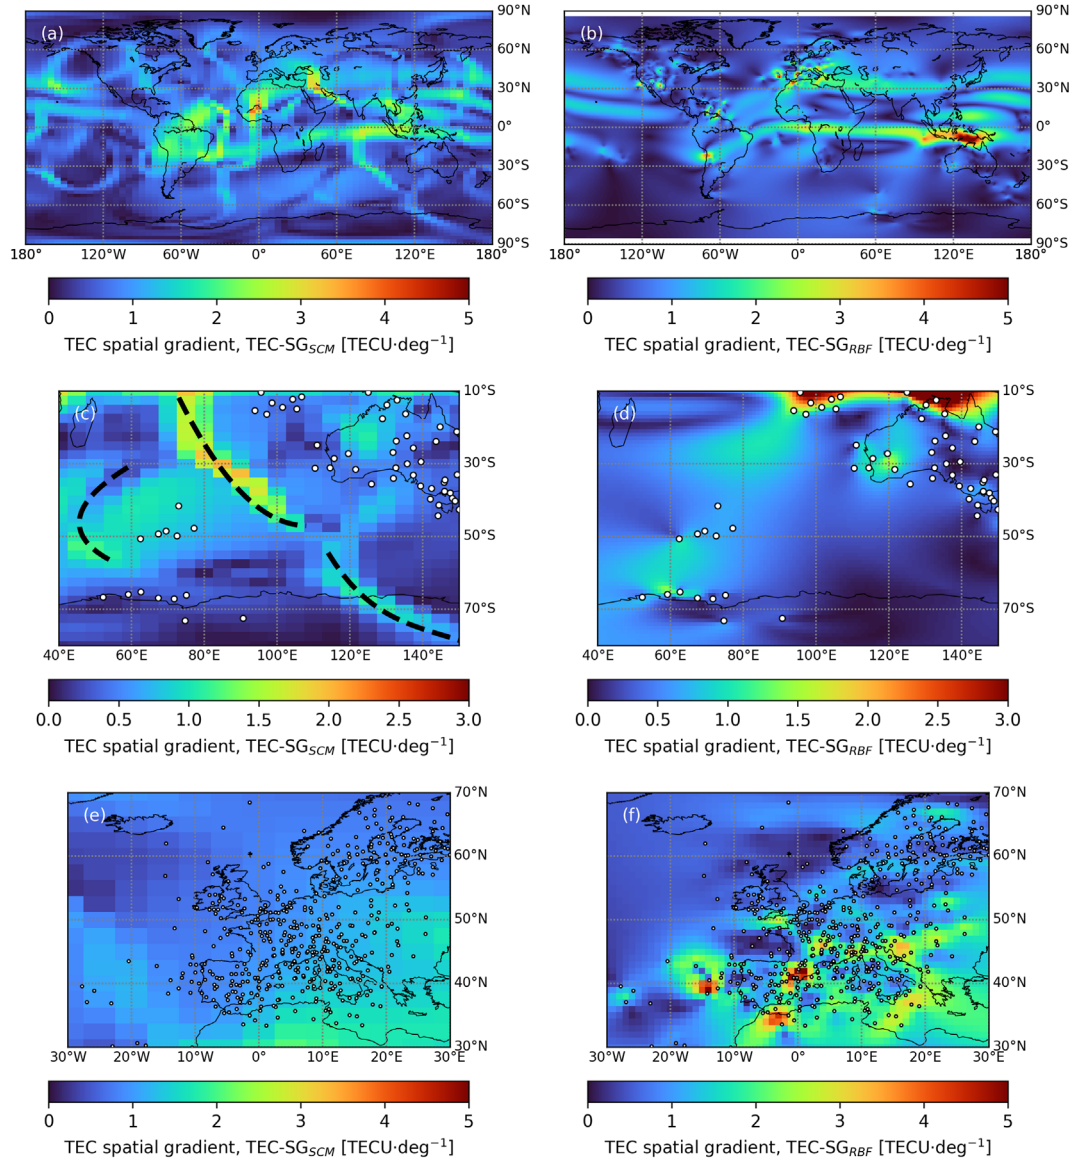 (a)
90°N
60°N
30°N
0°
30°S
60°S
90°S
180° 120°W 60°W 0° 60°E 120°E 180°
0 1 2 3 4 5
TEC spatial gradient, TEC-SG_SCM [TECU·deg⁻¹]
(b)
90°N
60°N
30°N
0°
30°S
60°S
90°S
180° 120°W 60°W 0° 60°E 120°E 180°
0 1 2 3 4 5
TEC spatial gradient, TEC-SG_RBF [TECU·deg⁻¹]
(c)
10°S
30°S
50°S
70°S
40°E 60°E 80°E 100°E 120°E 140°E
0.0 0.5 1.0 1.5 2.0 2.5 3.0
TEC spatial gradient, TEC-SG_SCM [TECU·deg⁻¹]
(d)
10°S
30°S
50°S
70°S
40°E 60°E 80°E 100°E 120°E 140°E
0.0 0.5 1.0 1.5 2.0 2.5 3.0
TEC spatial gradient, TEC-SG_RBF [TECU·deg⁻¹]
(e)
70°N
60°N
50°N
40°N
30°N
30°W 20°W 10°W 0° 10°E 20°E 30°E
0 1 2 3 4 5
TEC spatial gradient, TEC-SG_SCM [TECU·deg⁻¹]
(f)
70°N
60°N
50°N
40°N
30°N
30°W 20°W 10°W 0° 10°E 20°E 30°E
0 1 2 3 4 5
TEC spatial gradient, TEC-SG_RBF [TECU·deg⁻¹]